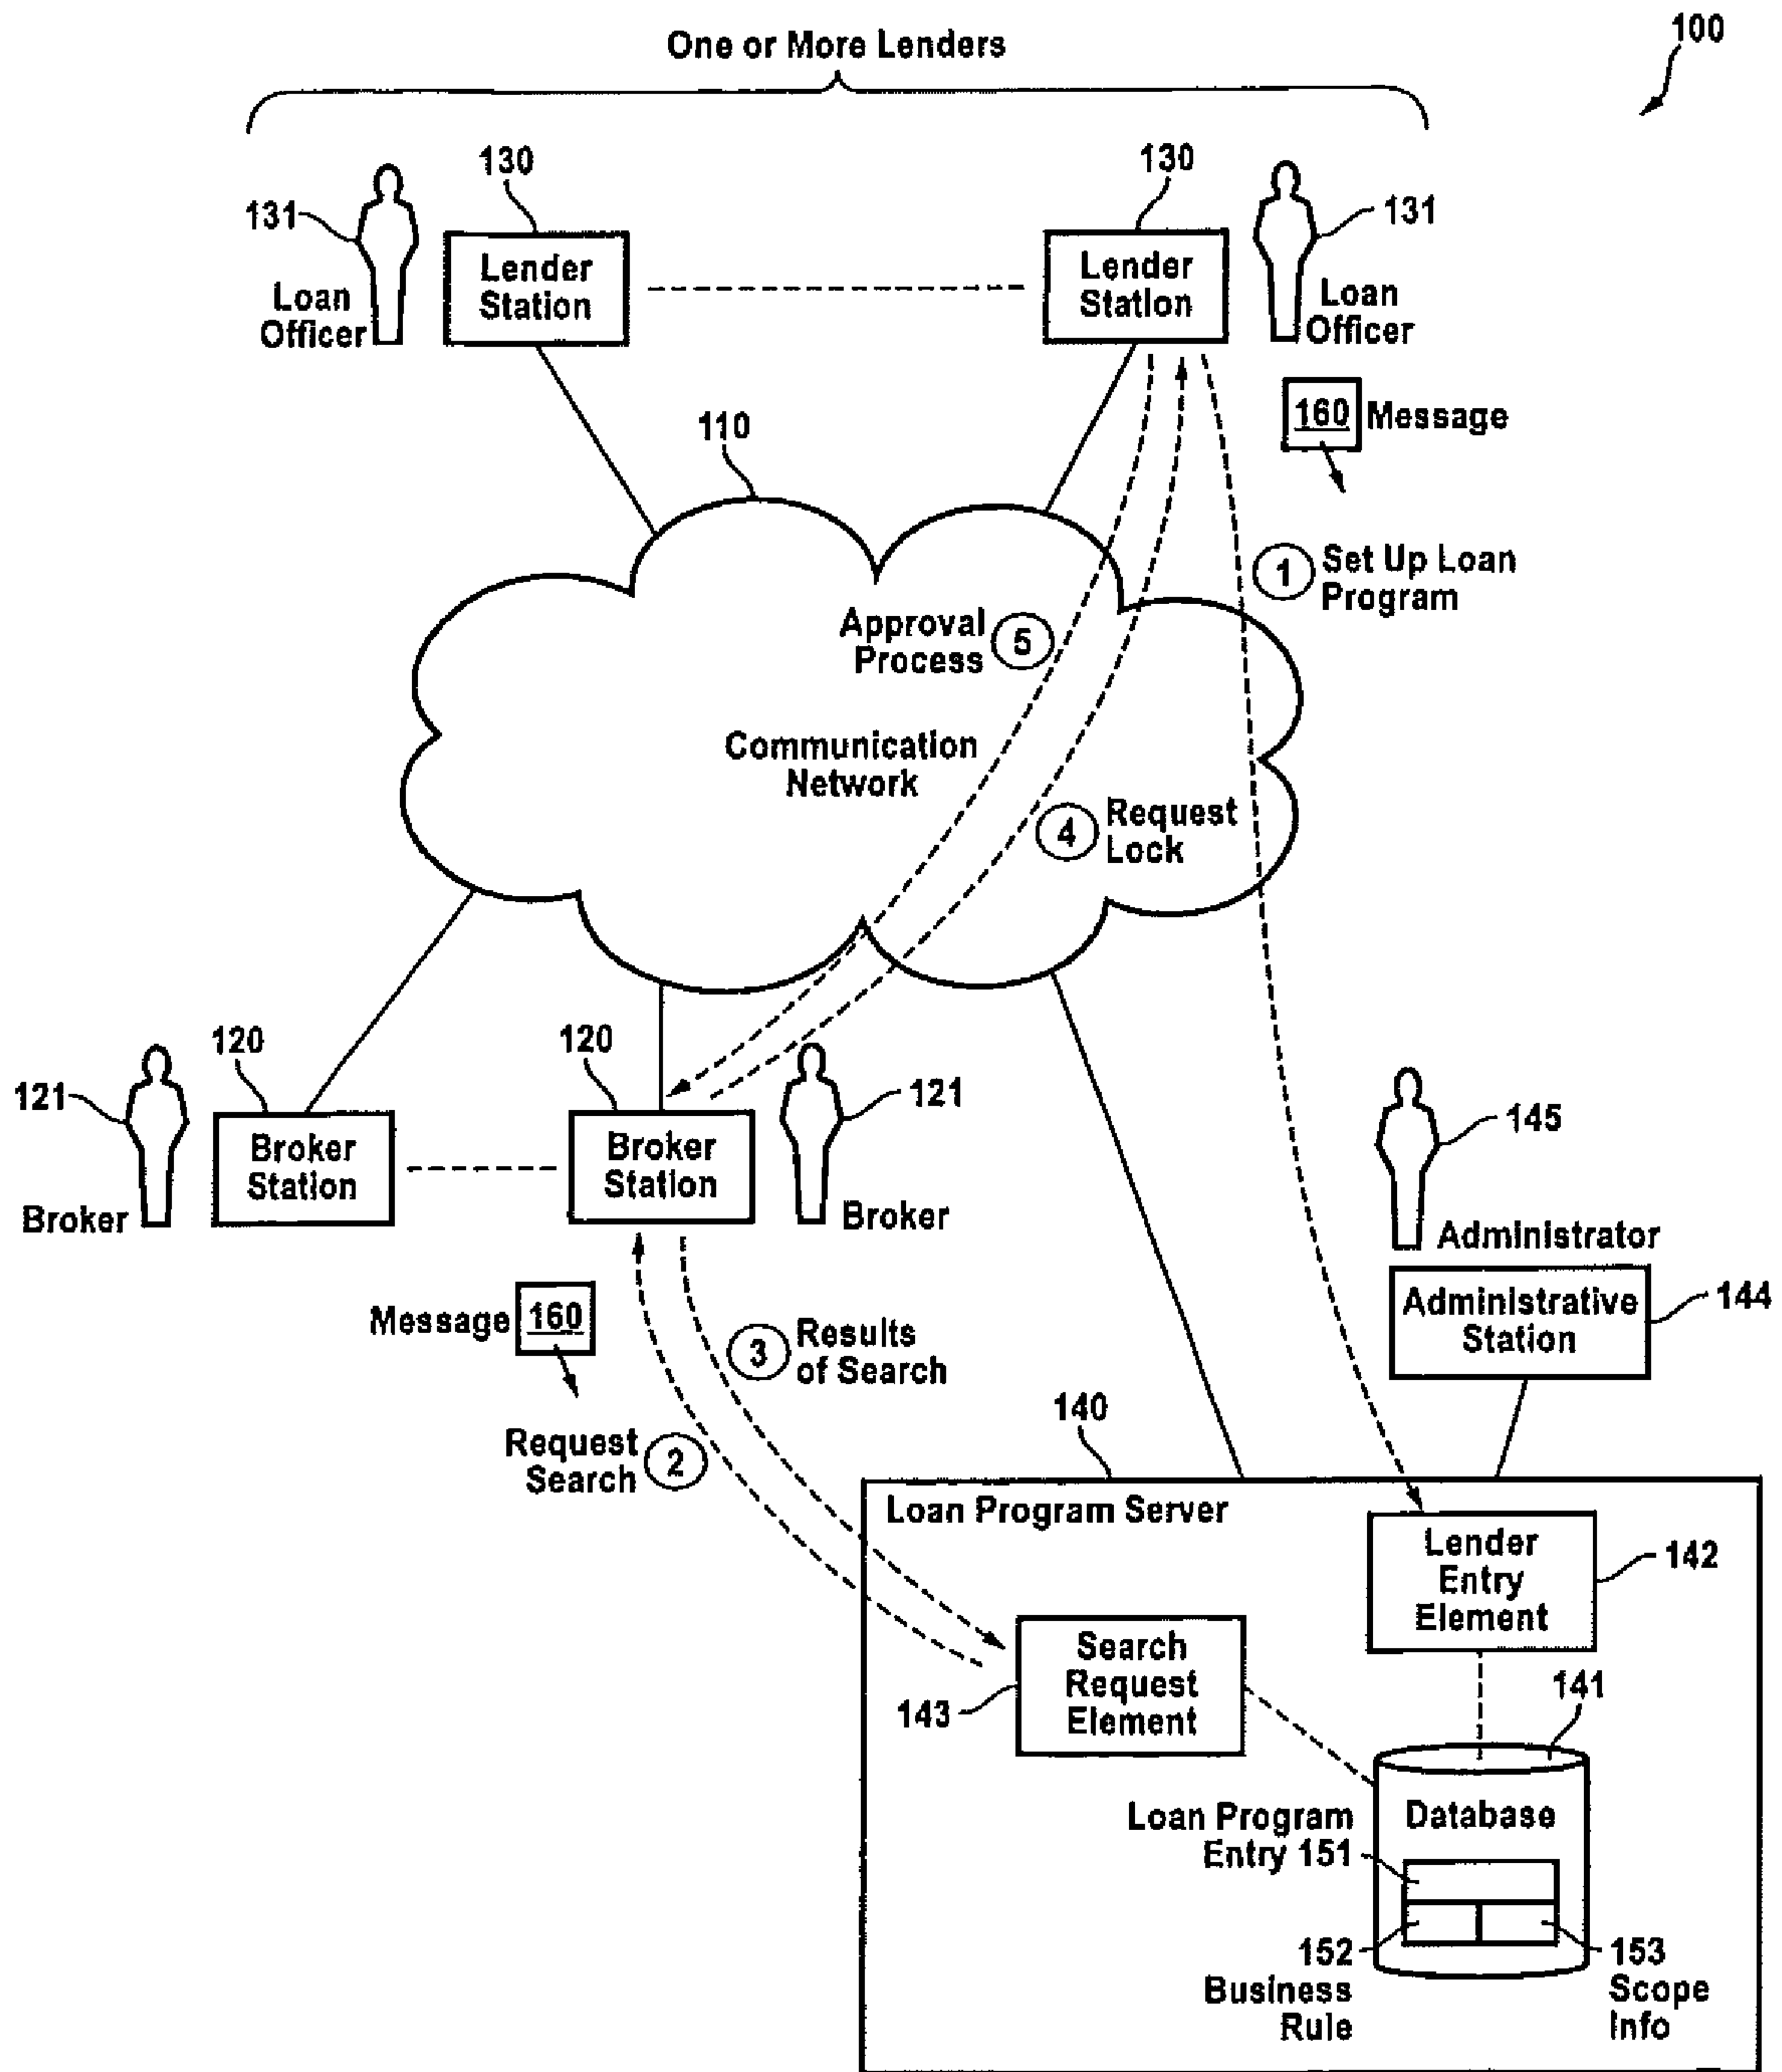 100
One or More Lenders
130
130
131
131
Lender
Station
Lender
Station
Loan
Officer
Loan
Officer
160 Message
110
1 Set Up Loan
Program
Approval
Process 5
Communication
Network
4 Request
Lock
120
120
121
121
145
Broker
Station
Broker
Station
Broker
Broker
Administrator
Administrative
Station
144
Message 160
3 Results
of Search
Request
Search 2
140
Loan Program Server
Lender
Entry
Element
142
Search
Request
Element
143
141
Database
Loan Program
Entry 151
152
Business
Rule
153
Scope
Info